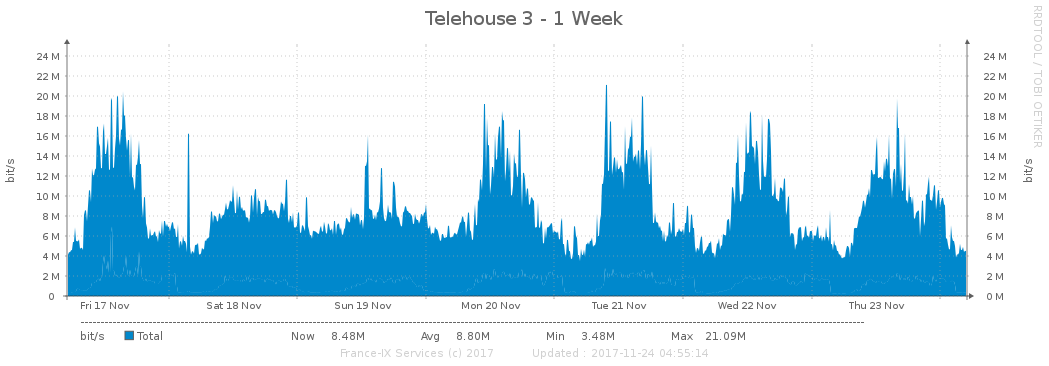 Telehouse 3 - 1 Week
RRDTOOL / TOBI OETIKER
bit/s
24 M 24 M
22 M 22 M
20 M 20 M
18 M 18 M
16 M 16 M
14 M 14 M
12 M 12 M
10 M 10 M
8 M 8 M
6 M 6 M
4 M 4 M
2 M 2 M
0 0 M
bit/s
Fri 17 Nov Sat 18 Nov Sun 19 Nov Mon 20 Nov Tue 21 Nov Wed 22 Nov Thu 23 Nov
bit/s Total Now 8.48M Avg 8.80M Min 3.48M Max 21.09M
France-IX Services (c) 2017 Updated : 2017-11-24 04:55:14